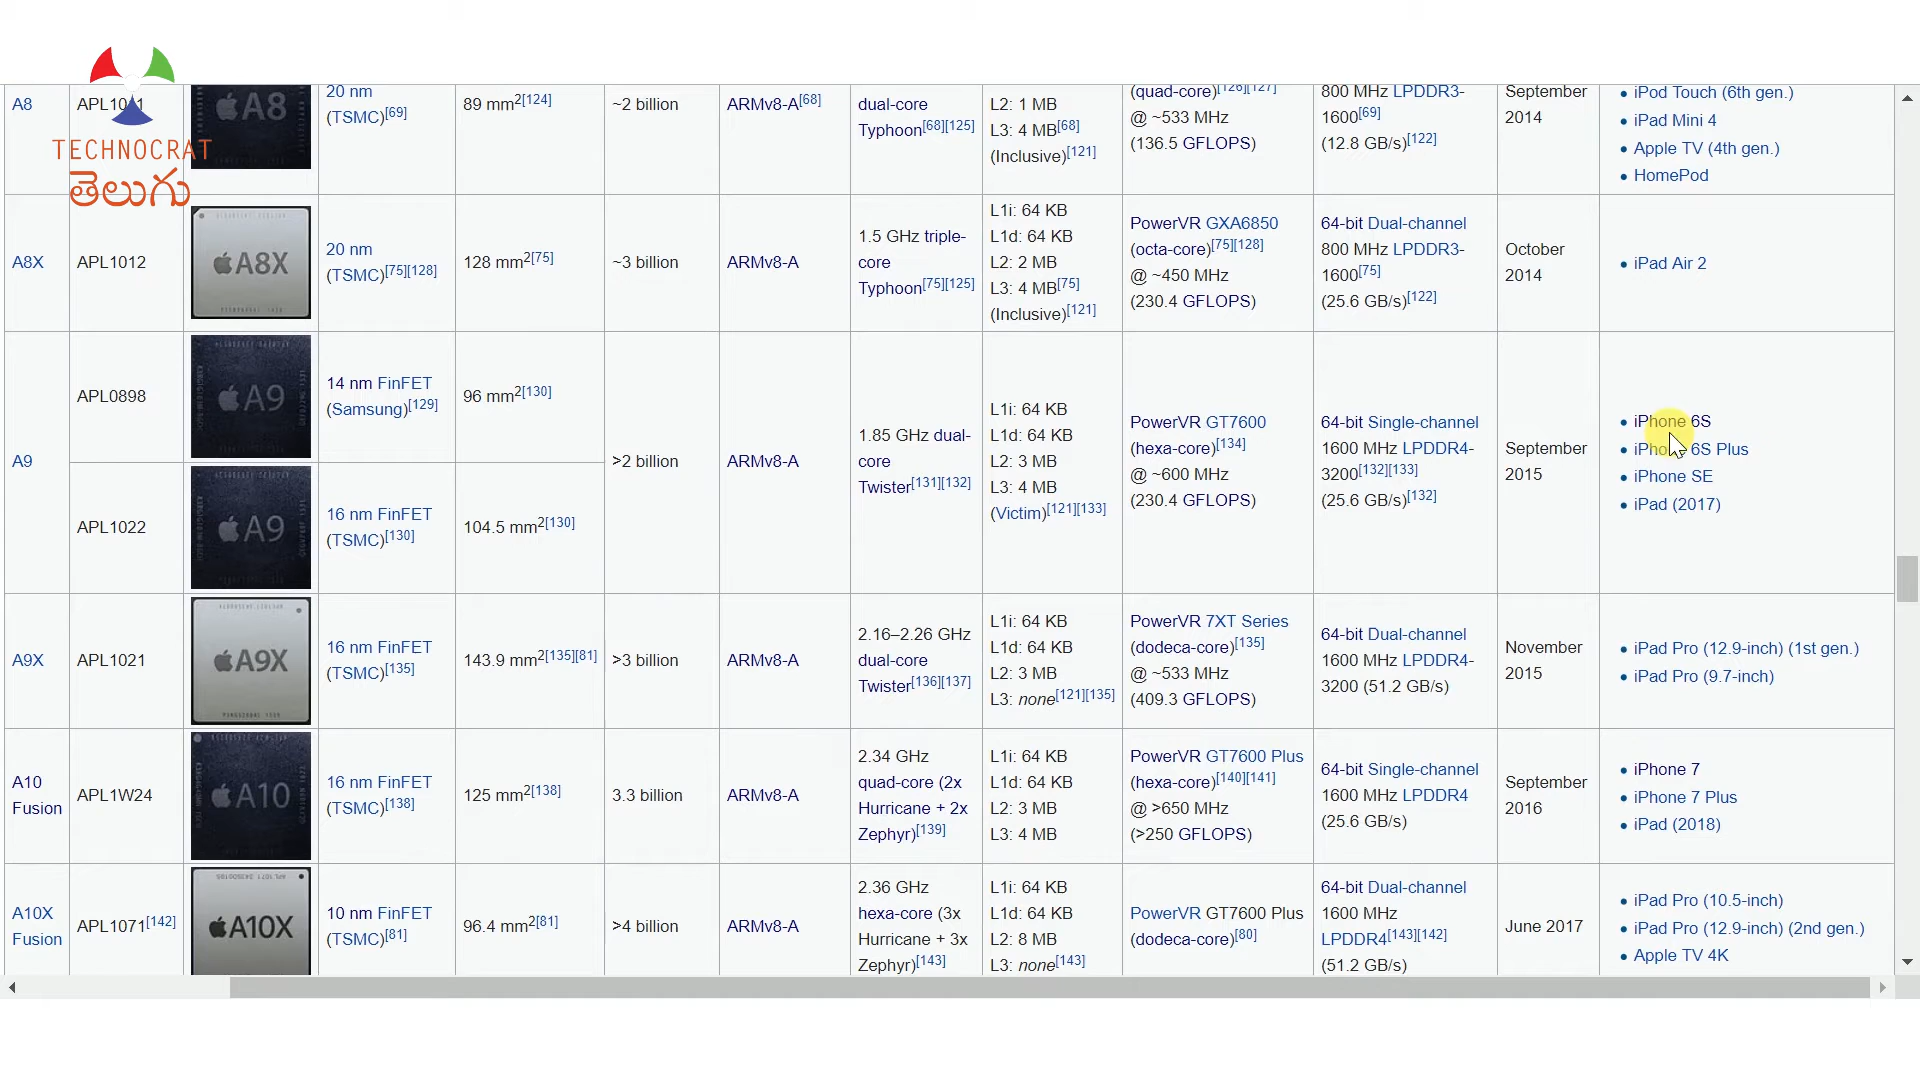 TECHNOCRAT
తెలుగు
A8
20 nm
(TSMC)[69]
89 mm2[124]
~2 billion
ARMv8-A[68]
dual-core
Typhoon[68][125]
L2: 1 MB
L3: 4 MB[68]
(Inclusive)[121]
(quad-core)[126][127]
@ ~533 MHz
(136.5 GFLOPS)
800 MHz LPDDR3-
1600[69]
(12.8 GB/s)[122]
September
2014
iPod Touch (6th gen.)
iPad Mini 4
Apple TV (4th gen.)
HomePod
A8
A8X
APL1012
A8X
20 nm
(TSMC)[75][128]
128 mm2[75]
~3 billion
ARMv8-A
1.5 GHz triple-
core
Typhoon[75][125]
L1i: 64 KB
L1d: 64 KB
L2: 2 MB
L3: 4 MB[75]
(Inclusive)[121]
PowerVR GXA6850
(octa-core)[75][128]
@ ~450 MHz
(230.4 GFLOPS)
64-bit Dual-channel
800 MHz LPDDR3-
1600[75]
(25.6 GB/s)[122]
October
2014
iPad Air 2
A9
APL0898
A9
14 nm FinFET
(Samsung)[129]
96 mm2[130]
APL1022
A9
16 nm FinFET
(TSMC)[130]
104.5 mm2[130]
>2 billion
ARMv8-A
1.85 GHz dual-
core
Twister[131][132]
L1i: 64 KB
L1d: 64 KB
L2: 3 MB
L3: 4 MB
(Victim)[121][133]
PowerVR GT7600
(hexa-core)[134]
@ ~600 MHz
(230.4 GFLOPS)
64-bit Single-channel
1600 MHz LPDDR4-
3200[132][133]
(25.6 GB/s)[132]
September
2015
iPhone 6S
iPhone 6S Plus
iPhone SE
iPad (2017)
A9X
APL1021
A9X
16 nm FinFET
(TSMC)[135]
143.9 mm2[135][81]
>3 billion
ARMv8-A
2.16–2.26 GHz
dual-core
Twister[136][137]
L1i: 64 KB
L1d: 64 KB
L2: 3 MB
L3: none[121][135]
PowerVR 7XT Series
(dodeca-core)[135]
@ ~533 MHz
(409.3 GFLOPS)
64-bit Dual-channel
1600 MHz LPDDR4-
3200 (51.2 GB/s)
November
2015
iPad Pro (12.9-inch) (1st gen.)
iPad Pro (9.7-inch)
A10
Fusion
APL1W24
A10
16 nm FinFET
(TSMC)[138]
125 mm2[138]
3.3 billion
ARMv8-A
2.34 GHz
quad-core (2x
Hurricane + 2x
Zephyr)[139]
L1i: 64 KB
L1d: 64 KB
L2: 3 MB
L3: 4 MB
PowerVR GT7600 Plus
(hexa-core)[140][141]
@ >650 MHz
(>250 GFLOPS)
64-bit Single-channel
1600 MHz LPDDR4
(25.6 GB/s)
September
2016
iPhone 7
iPhone 7 Plus
iPad (2018)
A10X
Fusion
APL1071[142]
A10X
10 nm FinFET
(TSMC)[81]
96.4 mm2[81]
>4 billion
ARMv8-A
2.36 GHz
hexa-core (3x
Hurricane + 3x
Zephyr)[143]
L1i: 64 KB
L1d: 64 KB
L2: 8 MB
L3: none[143]
PowerVR GT7600 Plus
(dodeca-core)[80]
64-bit Dual-channel
1600 MHz
LPDDR4[143][142]
(51.2 GB/s)
June 2017
iPad Pro (10.5-inch)
iPad Pro (12.9-inch) (2nd gen.)
Apple TV 4K